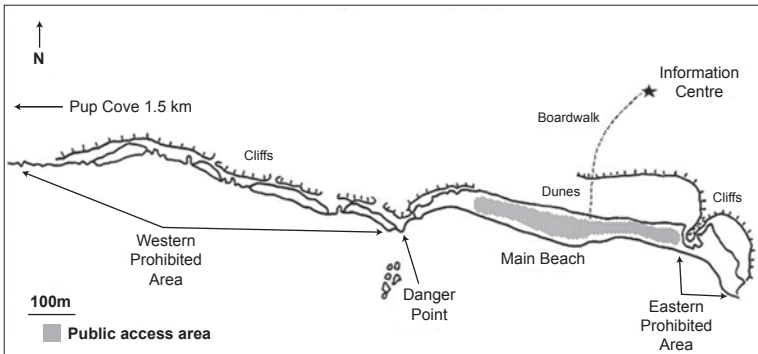 N
Pup Cove 1.5 km
Information
Centre
Boardwalk
Cliffs
Dunes
Cliffs
Western
Prohibited
Area
Main Beach
Danger
Point
Eastern
Prohibited
Area
100m
Public access area